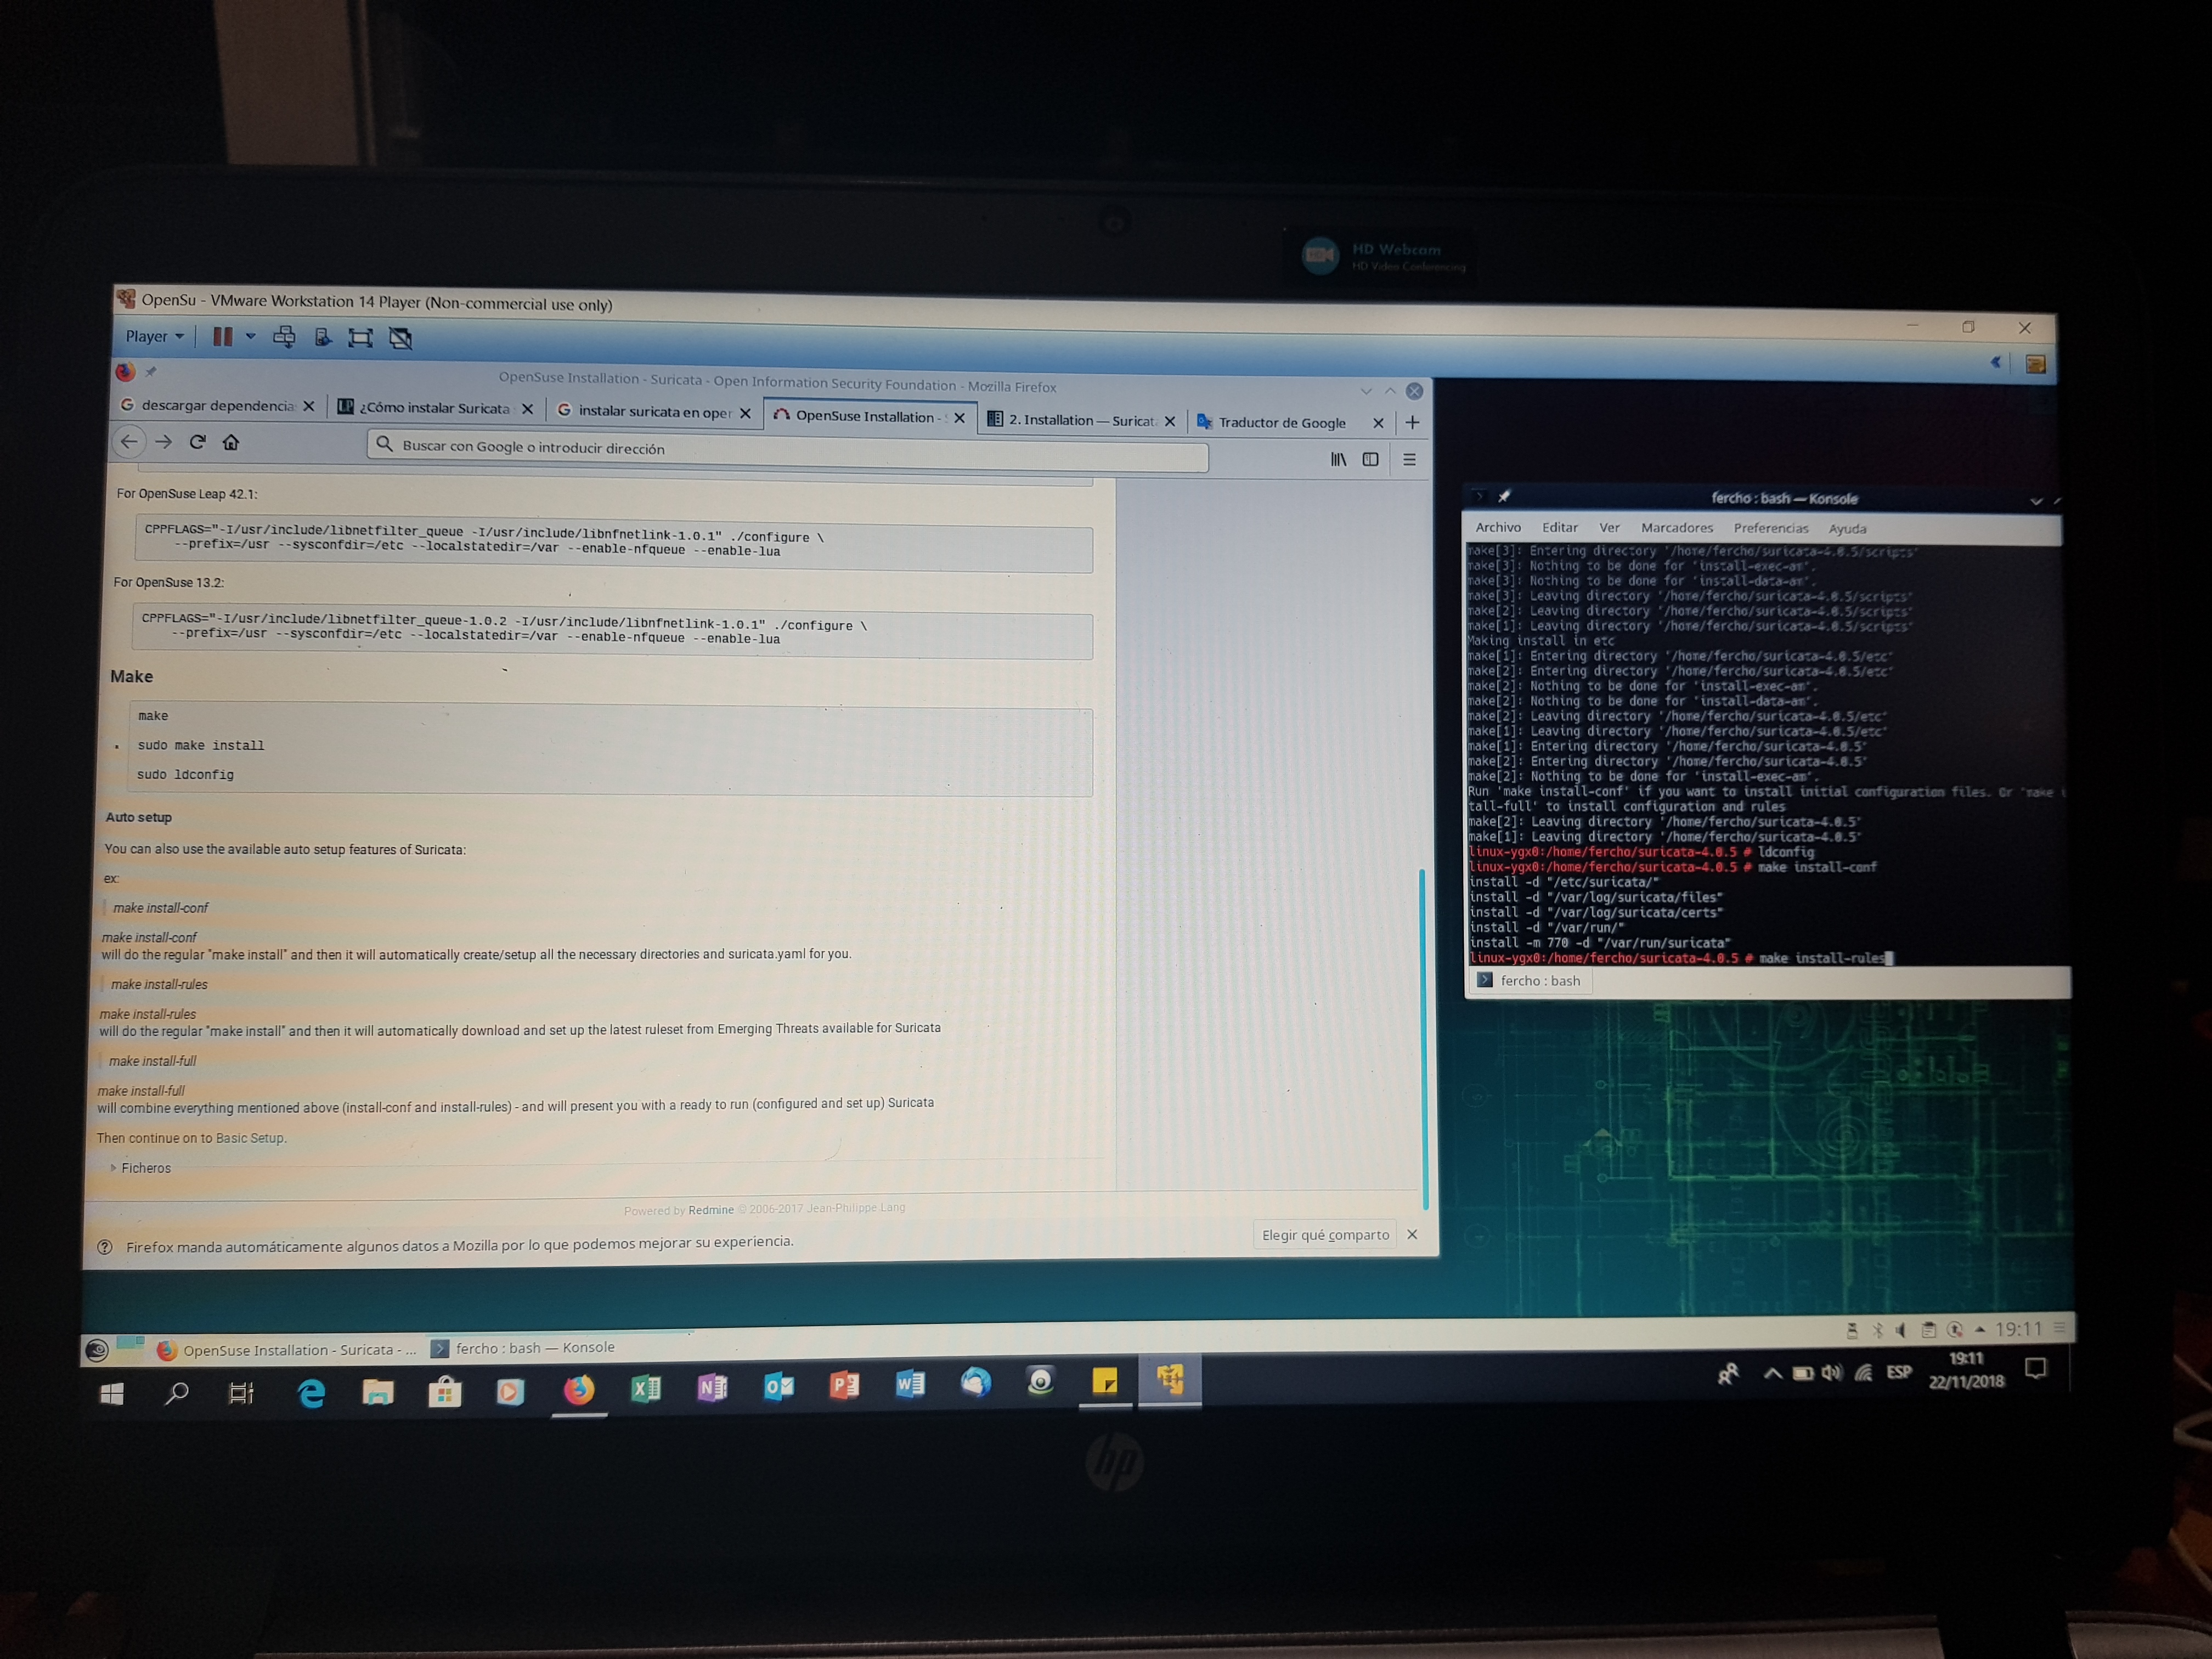 HD Webcam
HD Video Conferencing
OpenSu - VMware Workstation 14 Player (Non-commercial use only)
Player
OpenSuse Installation - Suricata - Open Information Security Foundation - Mozilla Firefox
descargar dependencia
¿Cómo instalar Suricata
instalar suricata en oper
OpenSuse Installation - S
2. Installation — Suricat
Traductor de Google
Buscar con Google o introducir dirección
For OpenSuse Leap 42.1:
CPPFLAGS="-I/usr/include/libnetfilter_queue -I/usr/include/libnfnetlink-1.0.1" ./configure \
--prefix=/usr --sysconfdir=/etc --localstatedir=/var --enable-nfqueue --enable-lua
For OpenSuse 13.2:
CPPFLAGS="-I/usr/include/libnetfilter_queue-1.0.2 -I/usr/include/libnfnetlink-1.0.1" ./configure \
--prefix=/usr --sysconfdir=/etc --localstatedir=/var --enable-nfqueue --enable-lua
Make
make
sudo make install
sudo ldconfig
Auto setup
You can also use the available auto setup features of Suricata:
ex:
make install-conf
make install-conf
will do the regular "make install" and then it will automatically create/setup all the necessary directories and suricata.yaml for you.
make install-rules
make install-rules
will do the regular "make install" and then it will automatically download and set up the latest ruleset from Emerging Threats available for Suricata
make install-full
make install-full
will combine everything mentioned above (install-conf and install-rules) - and will present you with a ready to run (configured and set up) Suricata
Then continue on to Basic Setup.
Ficheros
Powered by Redmine © 2006-2017 Jean-Philippe Lang
Firefox manda automáticamente algunos datos a Mozilla por lo que podemos mejorar su experiencia.
Elegir qué comparto
fercho : bash — Konsole
Archivo Editar Ver Marcadores Preferencias Ayuda
make[3]: Entering directory '/home/fercho/suricata-4.0.5/scripts'
make[3]: Nothing to be done for 'install-exec-am'.
make[3]: Nothing to be done for 'install-data-am'.
make[3]: Leaving directory '/home/fercho/suricata-4.0.5/scripts'
make[2]: Leaving directory '/home/fercho/suricata-4.0.5/scripts'
make[1]: Leaving directory '/home/fercho/suricata-4.0.5/scripts'
Making install in etc
make[1]: Entering directory '/home/fercho/suricata-4.0.5/etc'
make[2]: Entering directory '/home/fercho/suricata-4.0.5/etc'
make[2]: Nothing to be done for 'install-exec-am'.
make[2]: Nothing to be done for 'install-data-am'.
make[2]: Leaving directory '/home/fercho/suricata-4.0.5/etc'
make[1]: Leaving directory '/home/fercho/suricata-4.0.5/etc'
make[1]: Entering directory '/home/fercho/suricata-4.0.5'
make[2]: Entering directory '/home/fercho/suricata-4.0.5'
make[2]: Nothing to be done for 'install-exec-am'.
Run 'make install-conf' if you want to install initial configuration files. Or 'make i
tall-full' to install configuration and rules
make[2]: Leaving directory '/home/fercho/suricata-4.0.5'
make[1]: Leaving directory '/home/fercho/suricata-4.0.5'
linux-ygx0:/home/fercho/suricata-4.0.5 # ldconfig
linux-ygx0:/home/fercho/suricata-4.0.5 # make install-conf
install -d "/etc/suricata/"
install -d "/var/log/suricata/files"
install -d "/var/log/suricata/certs"
install -d "/var/run/"
install -m 770 -d "/var/run/suricata"
linux-ygx0:/home/fercho/suricata-4.0.5 # make install-rules
fercho : bash
OpenSuse Installation - Suricata - ...
fercho : bash — Konsole
19:11
ESP
19:11
22/11/2018
hp